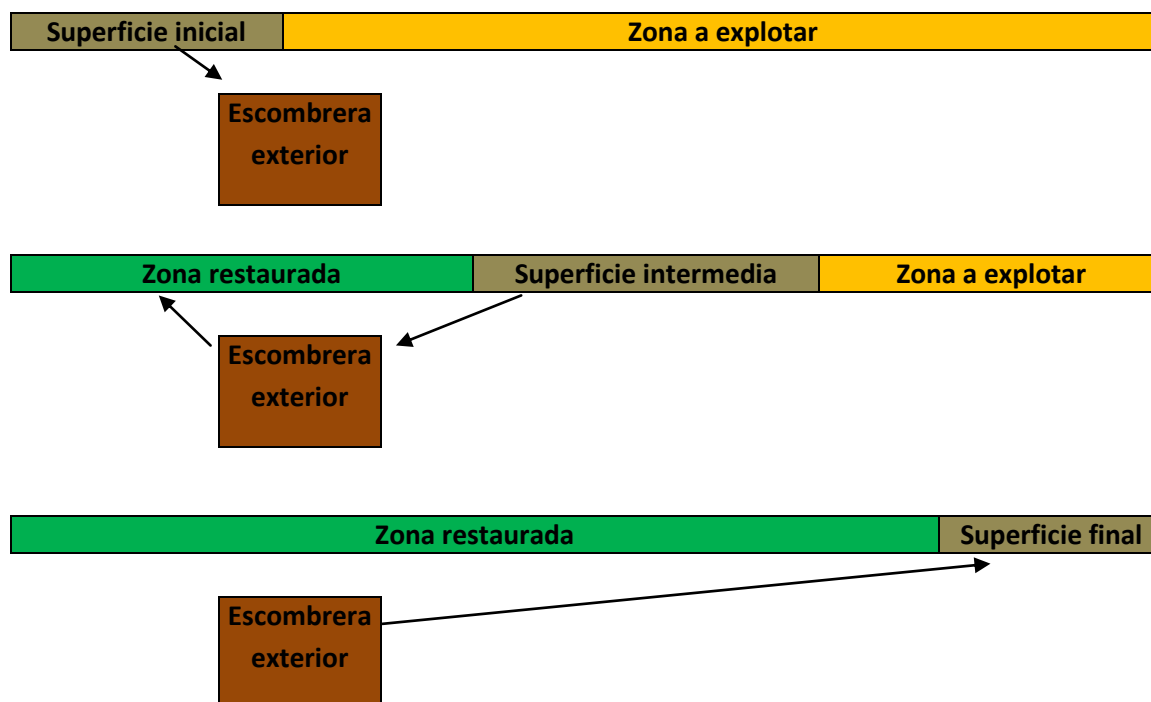 Superficie inicial Zona a explotar
Escombrera
exterior
Zona restaurada Superficie intermedia Zona a explotar
Escombrera
exterior
Zona restaurada Superficie final
Escombrera
exterior